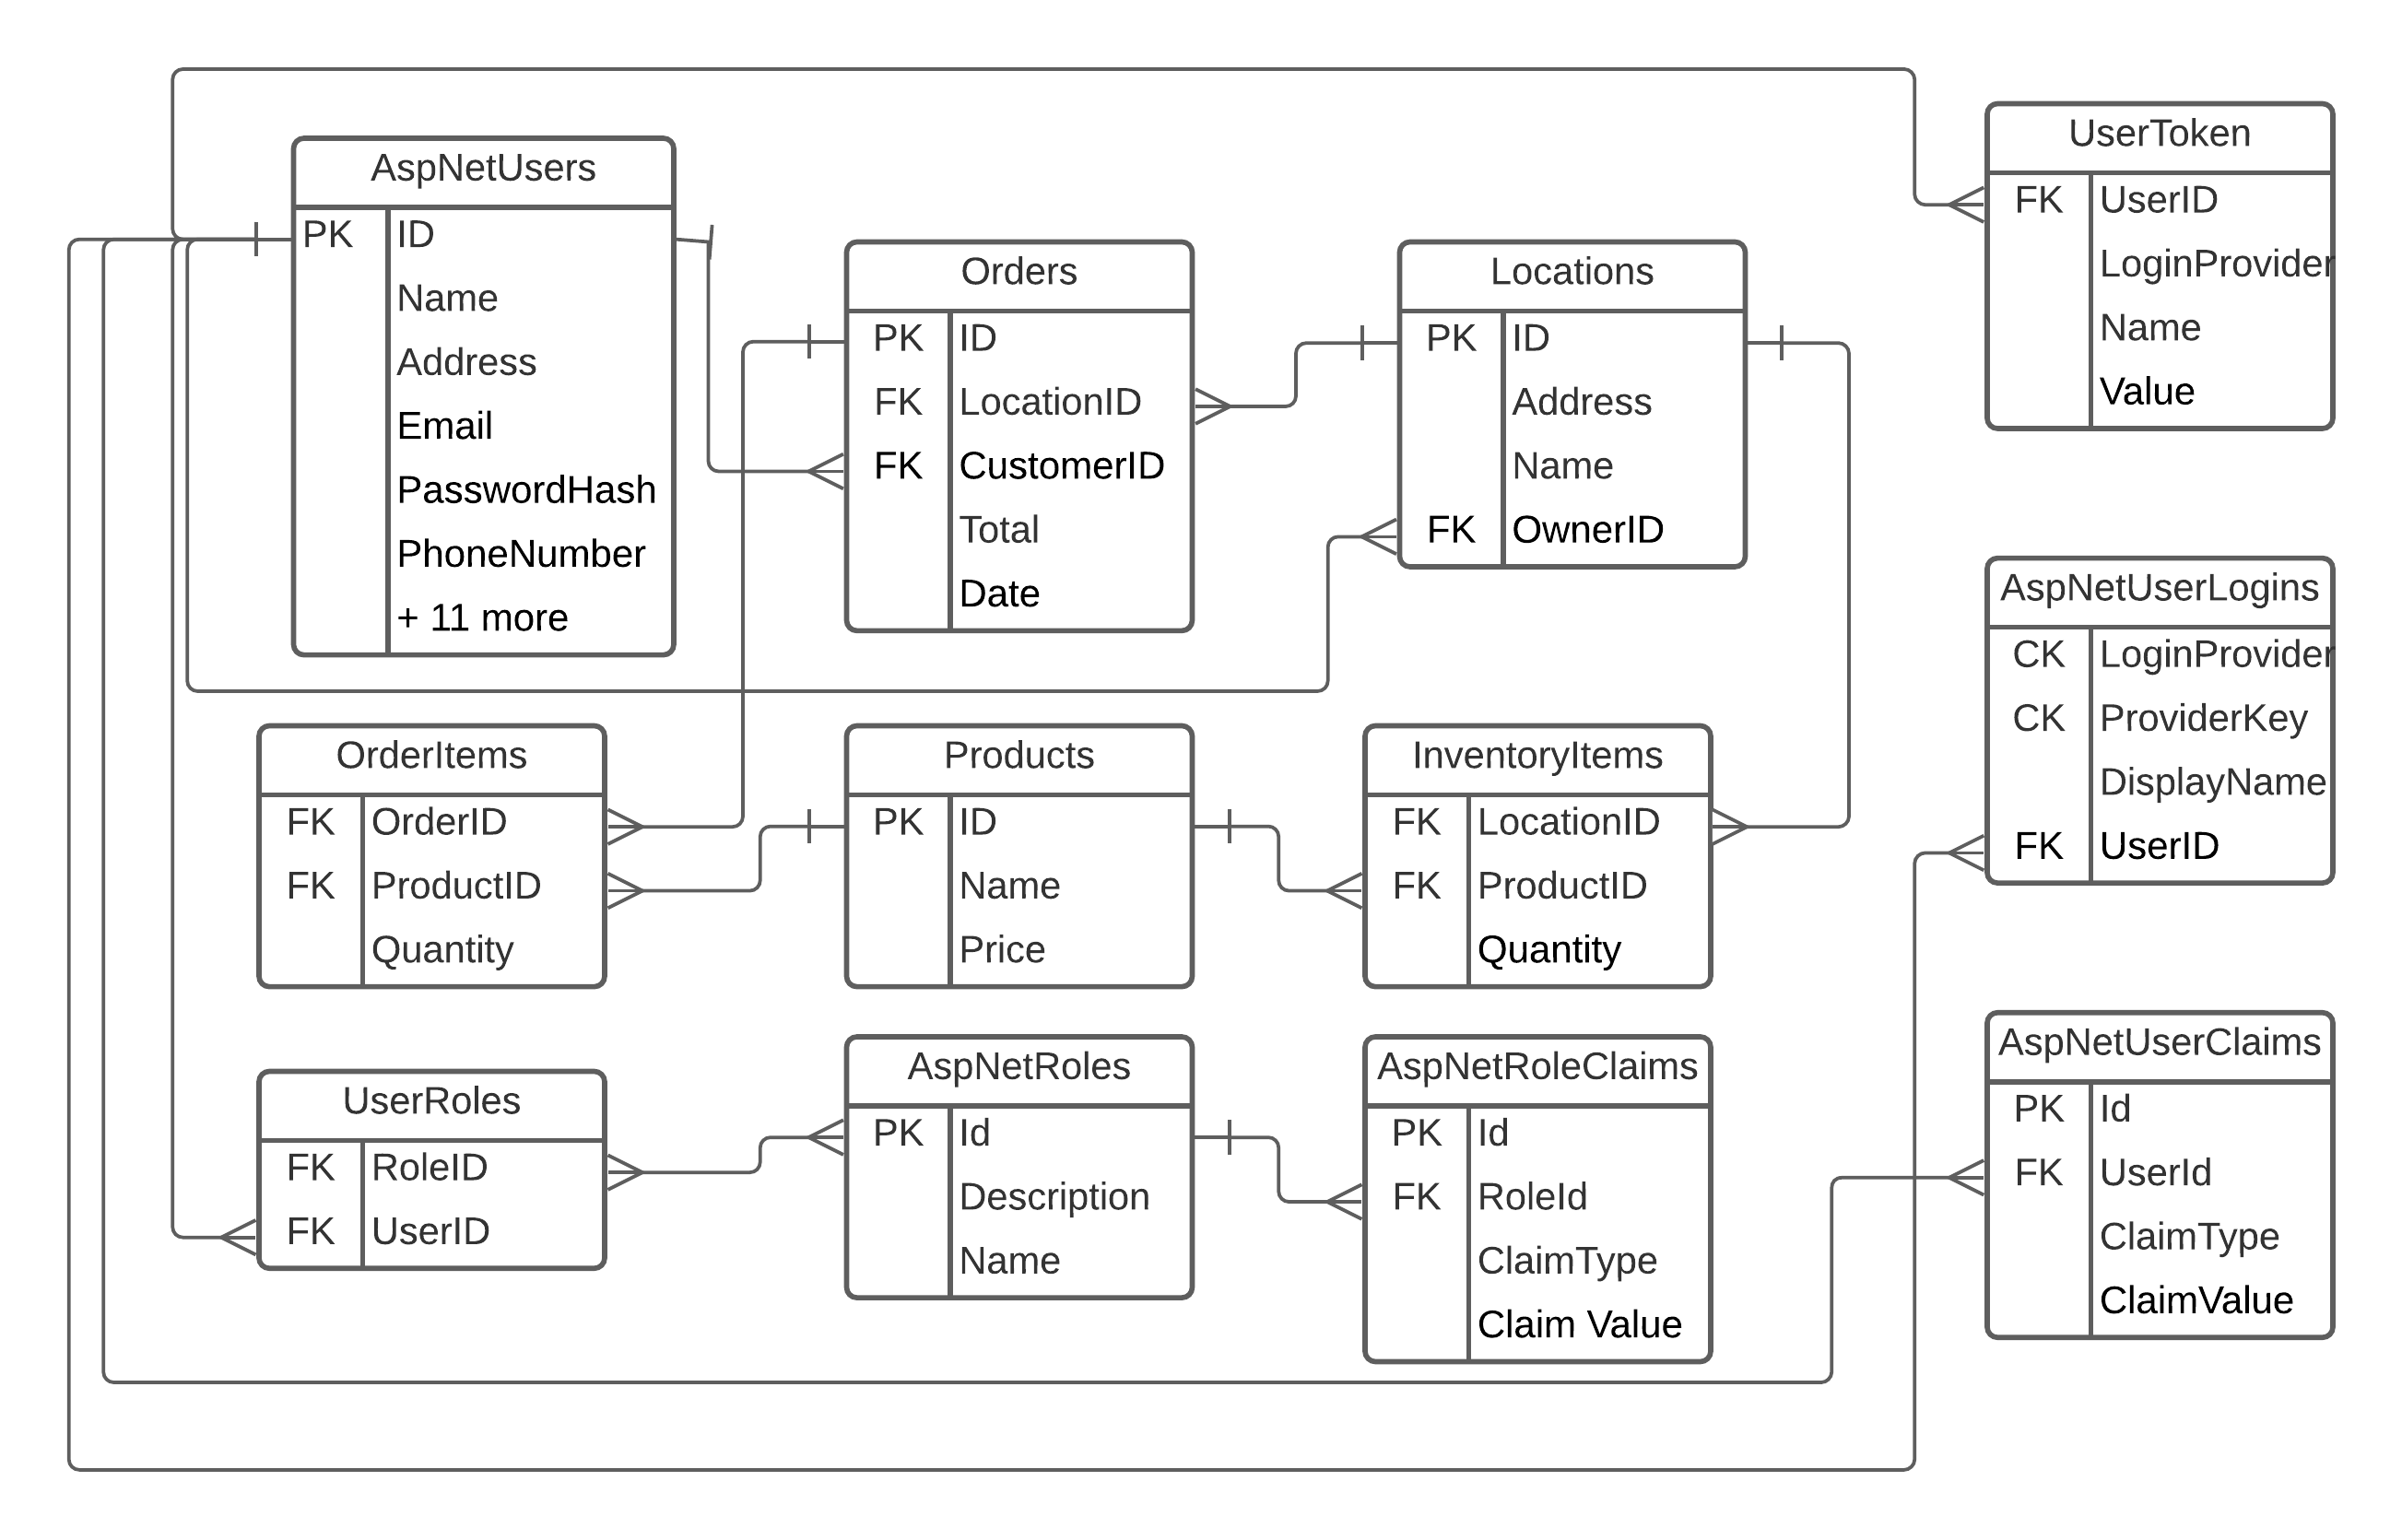 AspNetUsers
PK ID
Name
Address
Email
PasswordHash
PhoneNumber
+ 11 more
Orders
PK ID
FK LocationID
FK CustomerID
Total
Date
Locations
PK ID
Address
Name
FK OwnerID
UserToken
FK UserID
LoginProvider
Name
Value
OrderItems
FK OrderID
FK ProductID
Quantity
Products
PK ID
Name
Price
InventoryItems
FK LocationID
FK ProductID
Quantity
AspNetUserLogins
CK LoginProvider
CK ProviderKey
DisplayName
FK UserID
UserRoles
FK RoleID
FK UserID
AspNetRoles
PK Id
Description
Name
AspNetRoleClaims
PK Id
FK RoleId
ClaimType
Claim Value
AspNetUserClaims
PK Id
FK UserId
ClaimType
ClaimValue